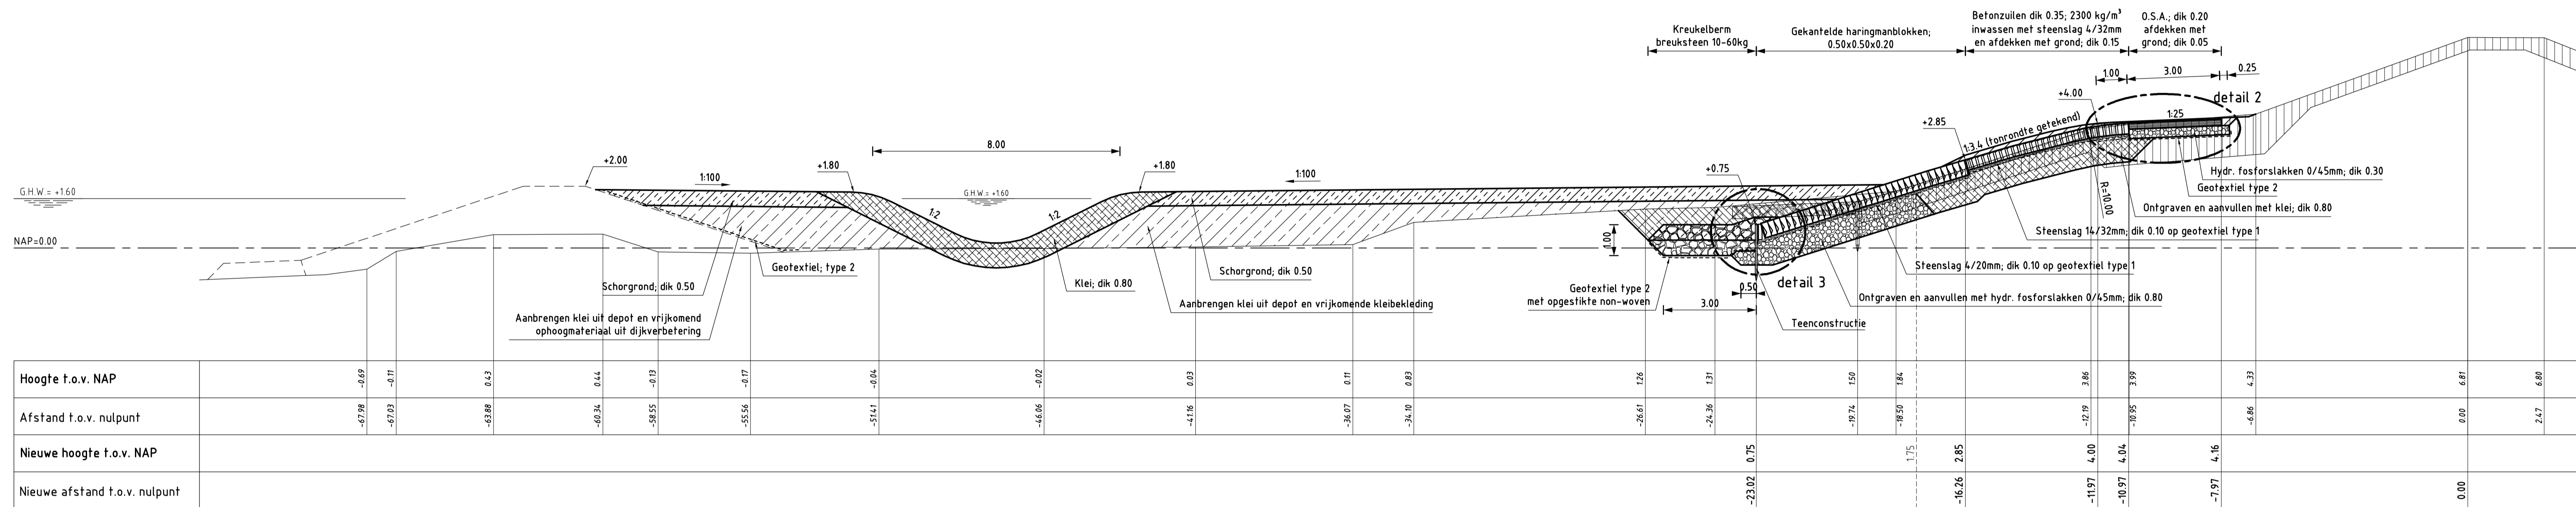 Kreukelberm
breuksteen 10-60kg
Gekantelde haringmanblokken;
0.50x0.50x0.20
Betonzuilen dik 0.35; 2300 kg/m³
inwassen met steenslag 4/32mm
en afdekken met grond; dik 0.15
O.S.A.; dik 0.20
afdekken met
grond; dik 0.05
1.00
3.00
0.25
+4.00
detail 2
1:25
1:3.4 (tonrondte getekend)
+2.85
8.00
+2.00
+1.80
+1.80
+0.75
1:100
1:100
G.H.W.= +1.60
G.H.W.= +1.60
1:2
1:2
NAP=0.00
1.00
R=10.00
Hydr. fosforslakken 0/45mm; dik 0.30
Geotextiel type 2
Ontgraven en aanvullen met klei; dik 0.80
Steenslag 14/32mm; dik 0.10 op geotextiel type 1
Steenslag 4/20mm; dik 0.10 op geotextiel type 1
Ontgraven en aanvullen met hydr. fosforslakken 0/45mm; dik 0.80
detail 3
0.50
3.00
Teenconstructie
Geotextiel type 2
met opgestikte non-woven
Geotextiel; type 2
Schorgrond; dik 0.50
Schorgrond; dik 0.50
Klei; dik 0.80
Aanbrengen klei uit depot en vrijkomende kleibekleding
Aanbrengen klei uit depot en vrijkomend
ophoogmateriaal uit dijkverbetering
Hoogte t.o.v. NAP -0.69 -0.11 0.43 0.44 -0.13 -0.17 -0.04 -0.02 0.03 0.11 0.83 1.26 1.31 1.50 1.84 3.86 3.99 4.33 6.81 6.80
Afstand t.o.v. nulpunt -67.98 -67.03 -63.88 -60.34 -58.55 -55.56 -51.41 -46.06 -41.16 -36.07 -34.10 -26.61 -24.36 -19.74 -18.50 -12.19 -10.95 -6.86 0.00 2.47
Nieuwe hoogte t.o.v. NAP 0.75 1.75 2.85 4.00 4.04 4.16
Nieuwe afstand t.o.v. nulpunt -23.02 -16.26 -11.97 -10.97 -7.97 0.00